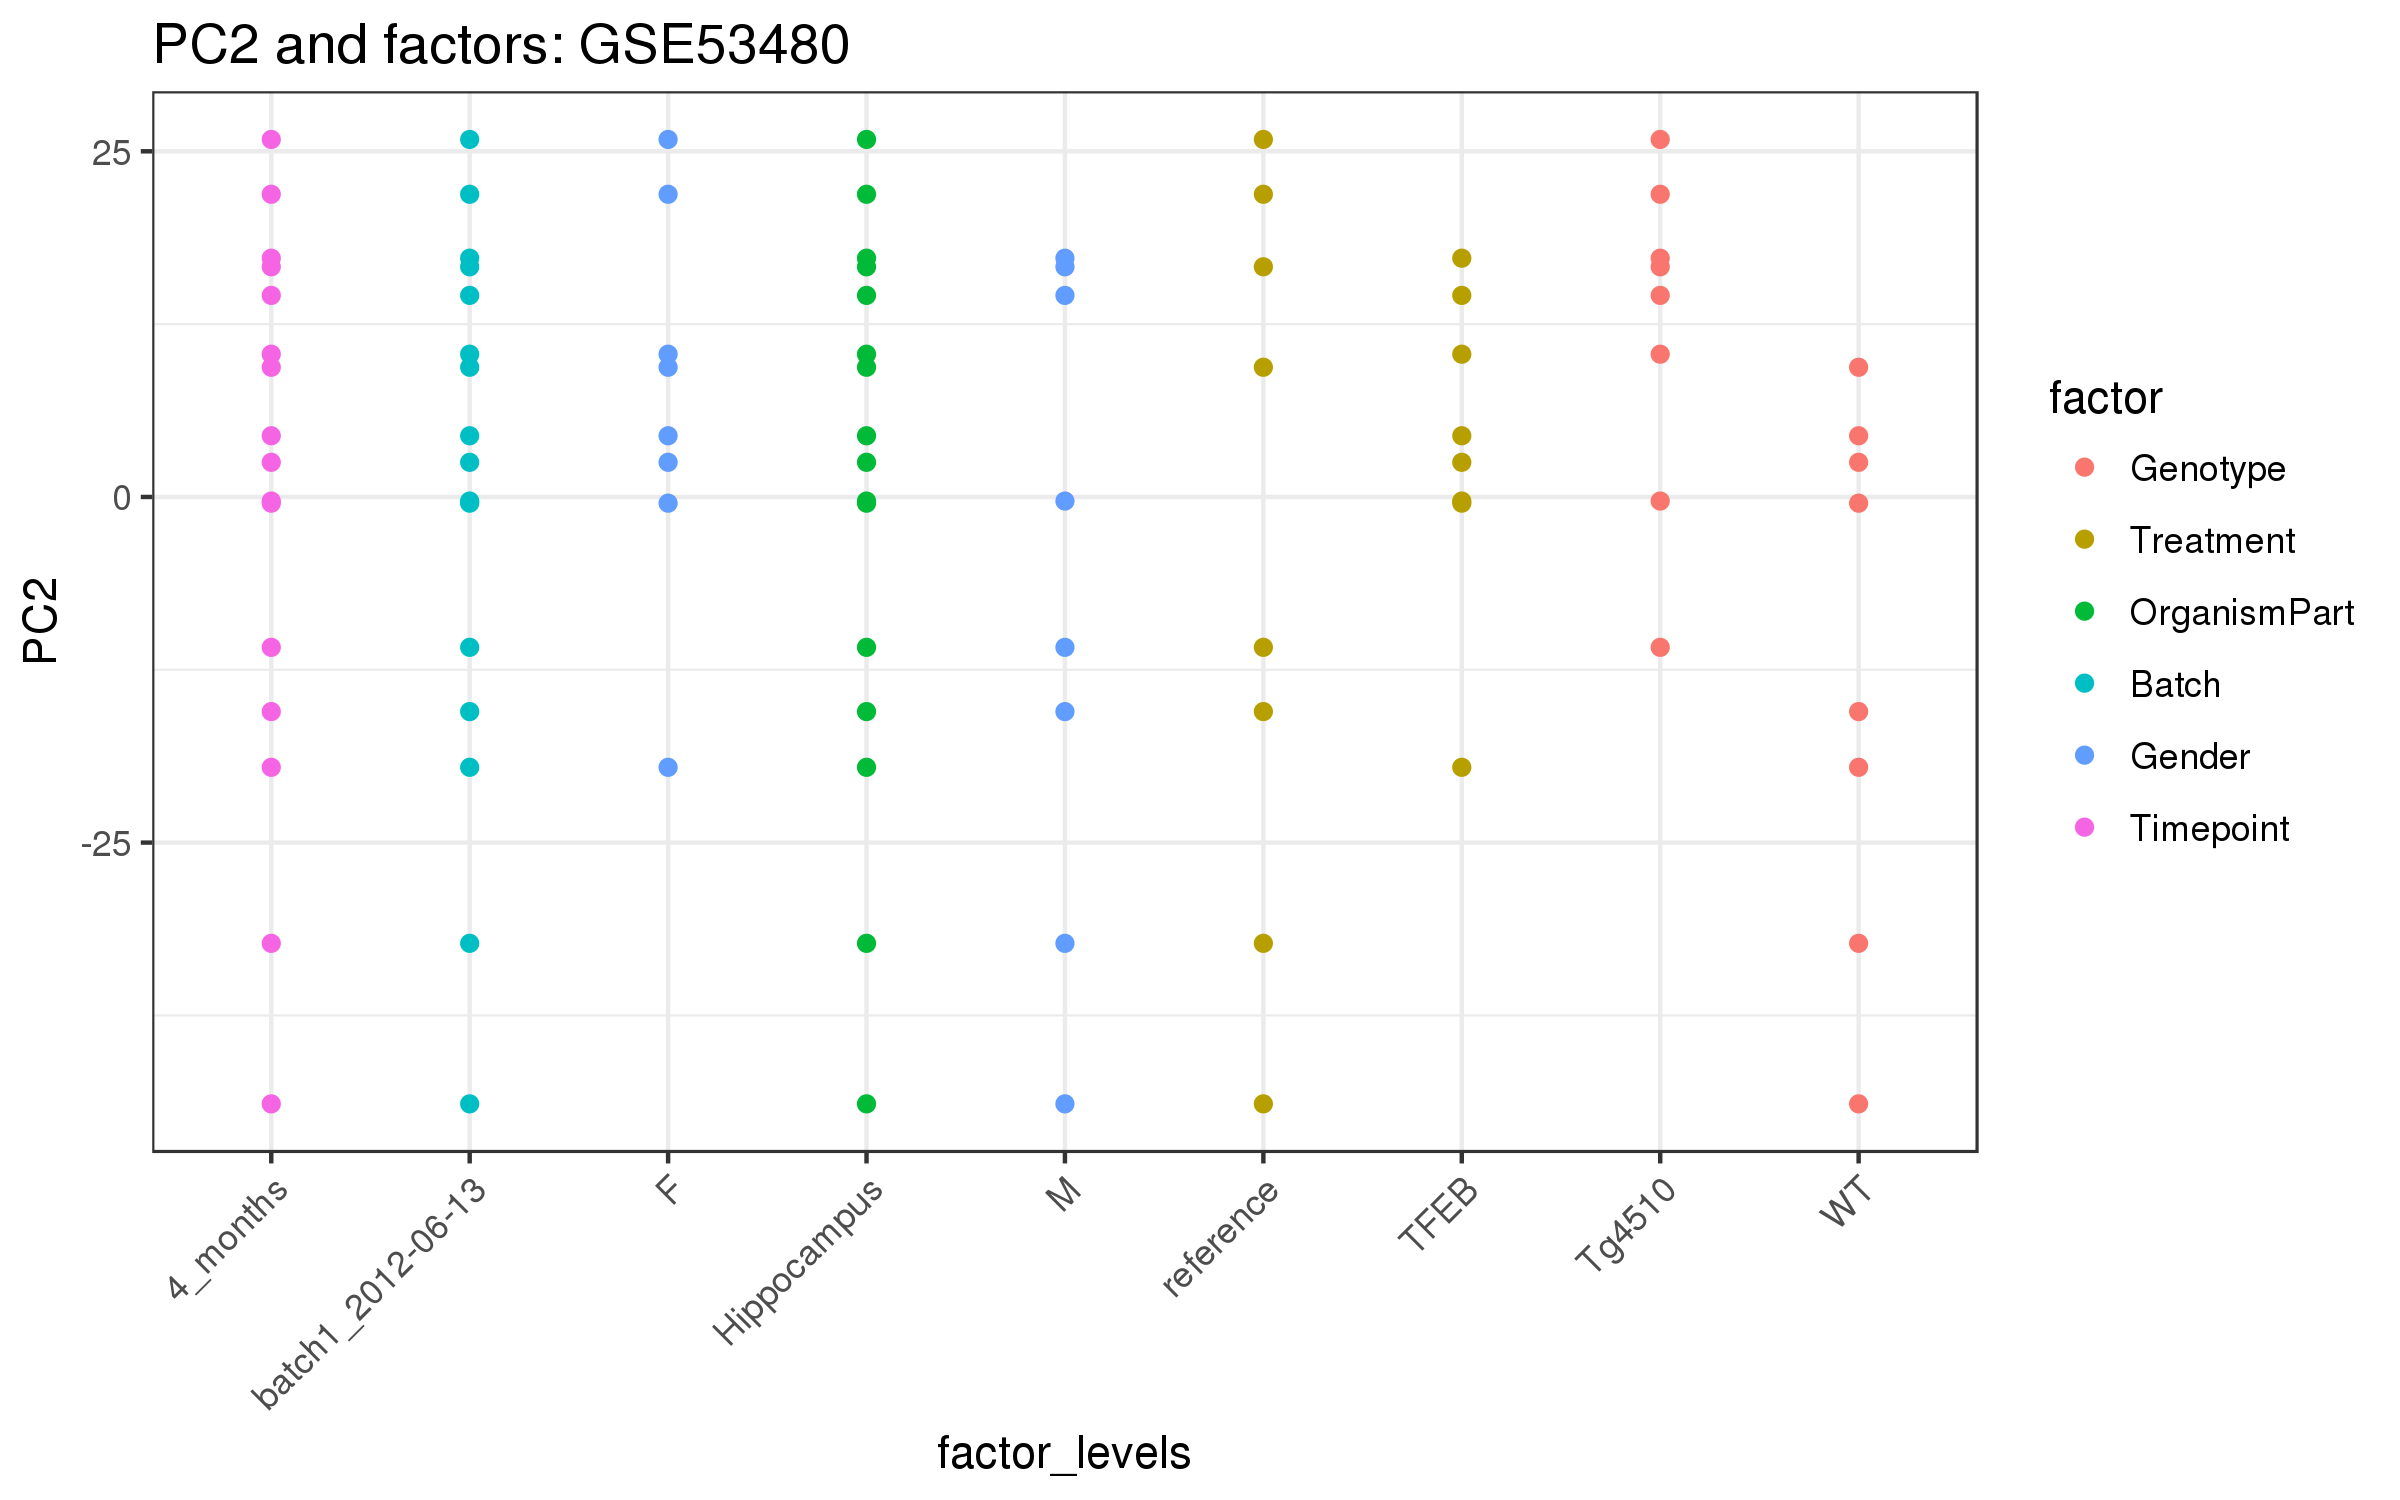 PC2 and factors: GSE53480
25
0
-25
PC2
4_months
batch1_2012-06-13
F
Hippocampus
M
reference
TFEB
Tg4510
WT
factor_levels
factor
Genotype
Treatment
OrganismPart
Batch
Gender
Timepoint